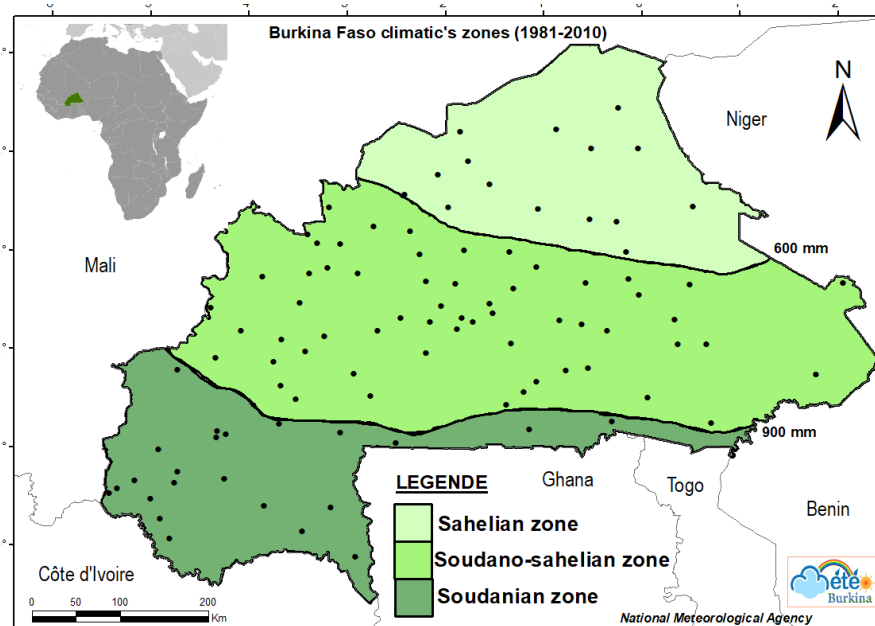 Burkina Faso climatic's zones (1981-2010)
N
Niger
Mali
600 mm
900 mm
LEGENDE
Sahelian zone
Soudano-sahelian zone
Soudanian zone
Ghana
Togo
Benin
Côte d'Ivoire
0 50 100 200
Km
été
Burkina
National Meteorological Agency